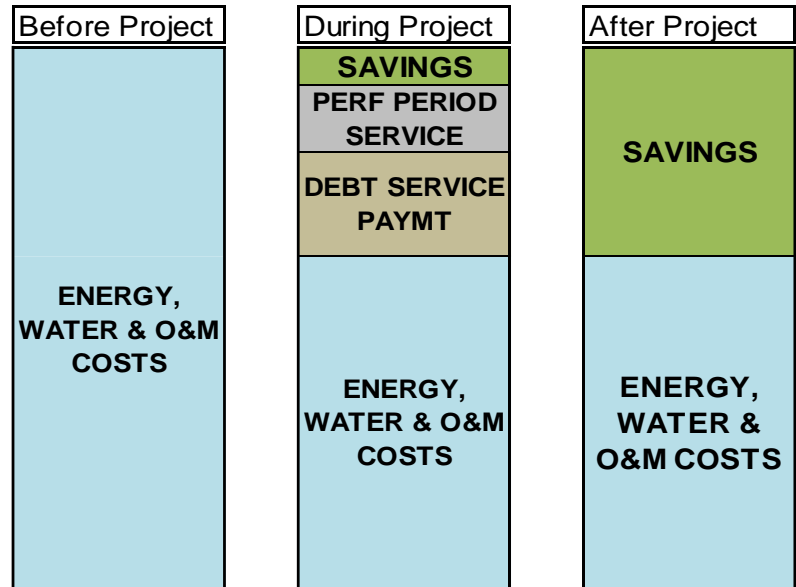 Before Project
ENERGY,
WATER & O&M
COSTS
During Project
SAVINGS
PERF PERIOD
SERVICE
DEBT SERVICE
PAYMT
ENERGY,
WATER & O&M
COSTS
After Project
SAVINGS
ENERGY,
WATER &
O&M COSTS